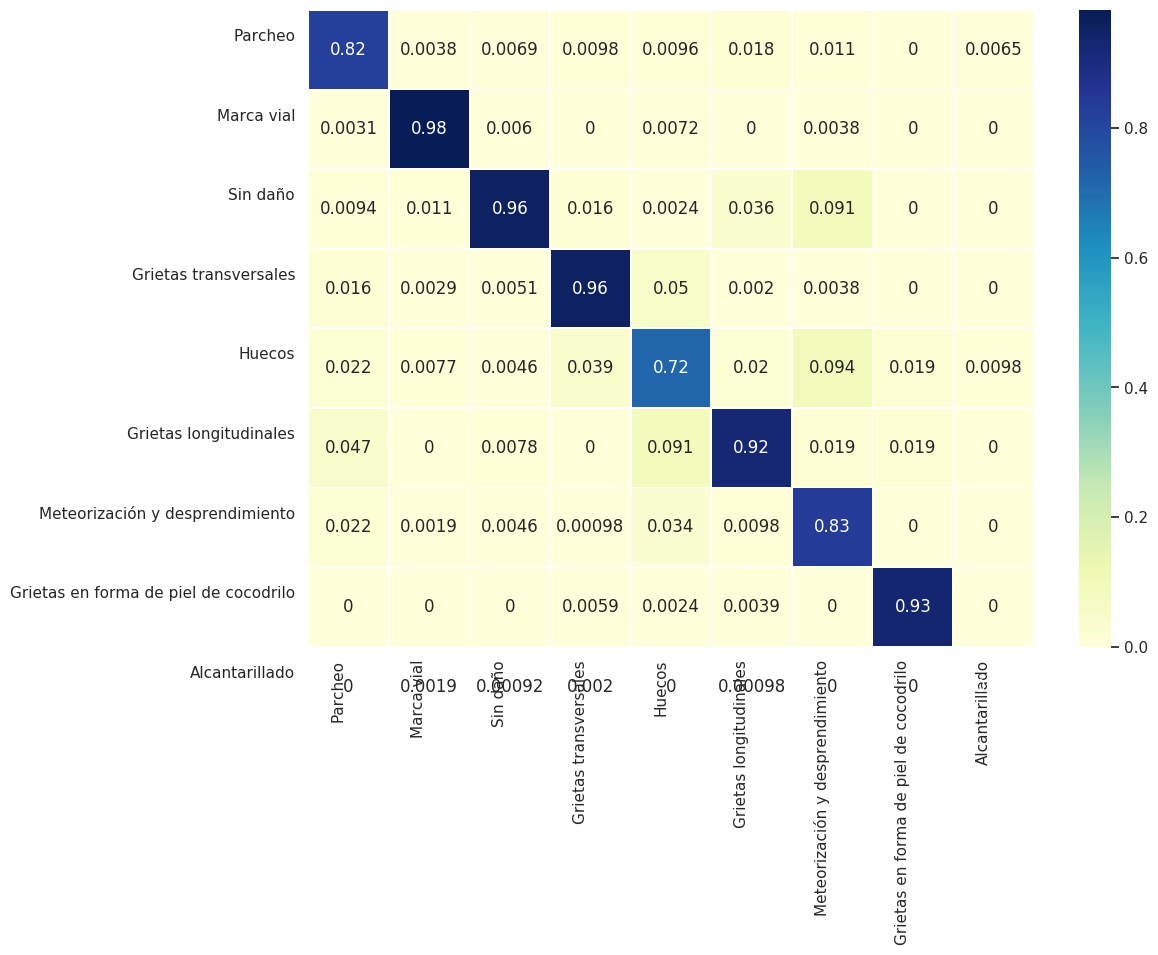 Parcheo 0.82 0.0038 0.0069 0.0098 0.0096 0.018 0.011 0 0.0065
Marca vial 0.0031 0.98 0.006 0 0.0072 0 0.0038 0 0
Sin daño 0.0094 0.011 0.96 0.016 0.0024 0.036 0.091 0 0
Grietas transversales 0.016 0.0029 0.0051 0.96 0.05 0.002 0.0038 0 0
Huecos 0.022 0.0077 0.0046 0.039 0.72 0.02 0.094 0.019 0.0098
Grietas longitudinales 0.047 0 0.0078 0 0.091 0.92 0.019 0.019 0
Meteorización y desprendimiento 0.022 0.0019 0.0046 0.00098 0.034 0.0098 0.83 0 0
Grietas en forma de piel de cocodrilo 0 0 0 0.0059 0.0024 0.0039 0 0.93 0
Alcantarillado 0 0.0019 0.00092 0.002 0 0.00098 0 0
Parcheo
Marca vial
Sin daño
Grietas transversales
Huecos
Grietas longitudinales
Meteorización y desprendimiento
Grietas en forma de piel de cocodrilo
Alcantarillado
0.8
0.6
0.4
0.2
0.0